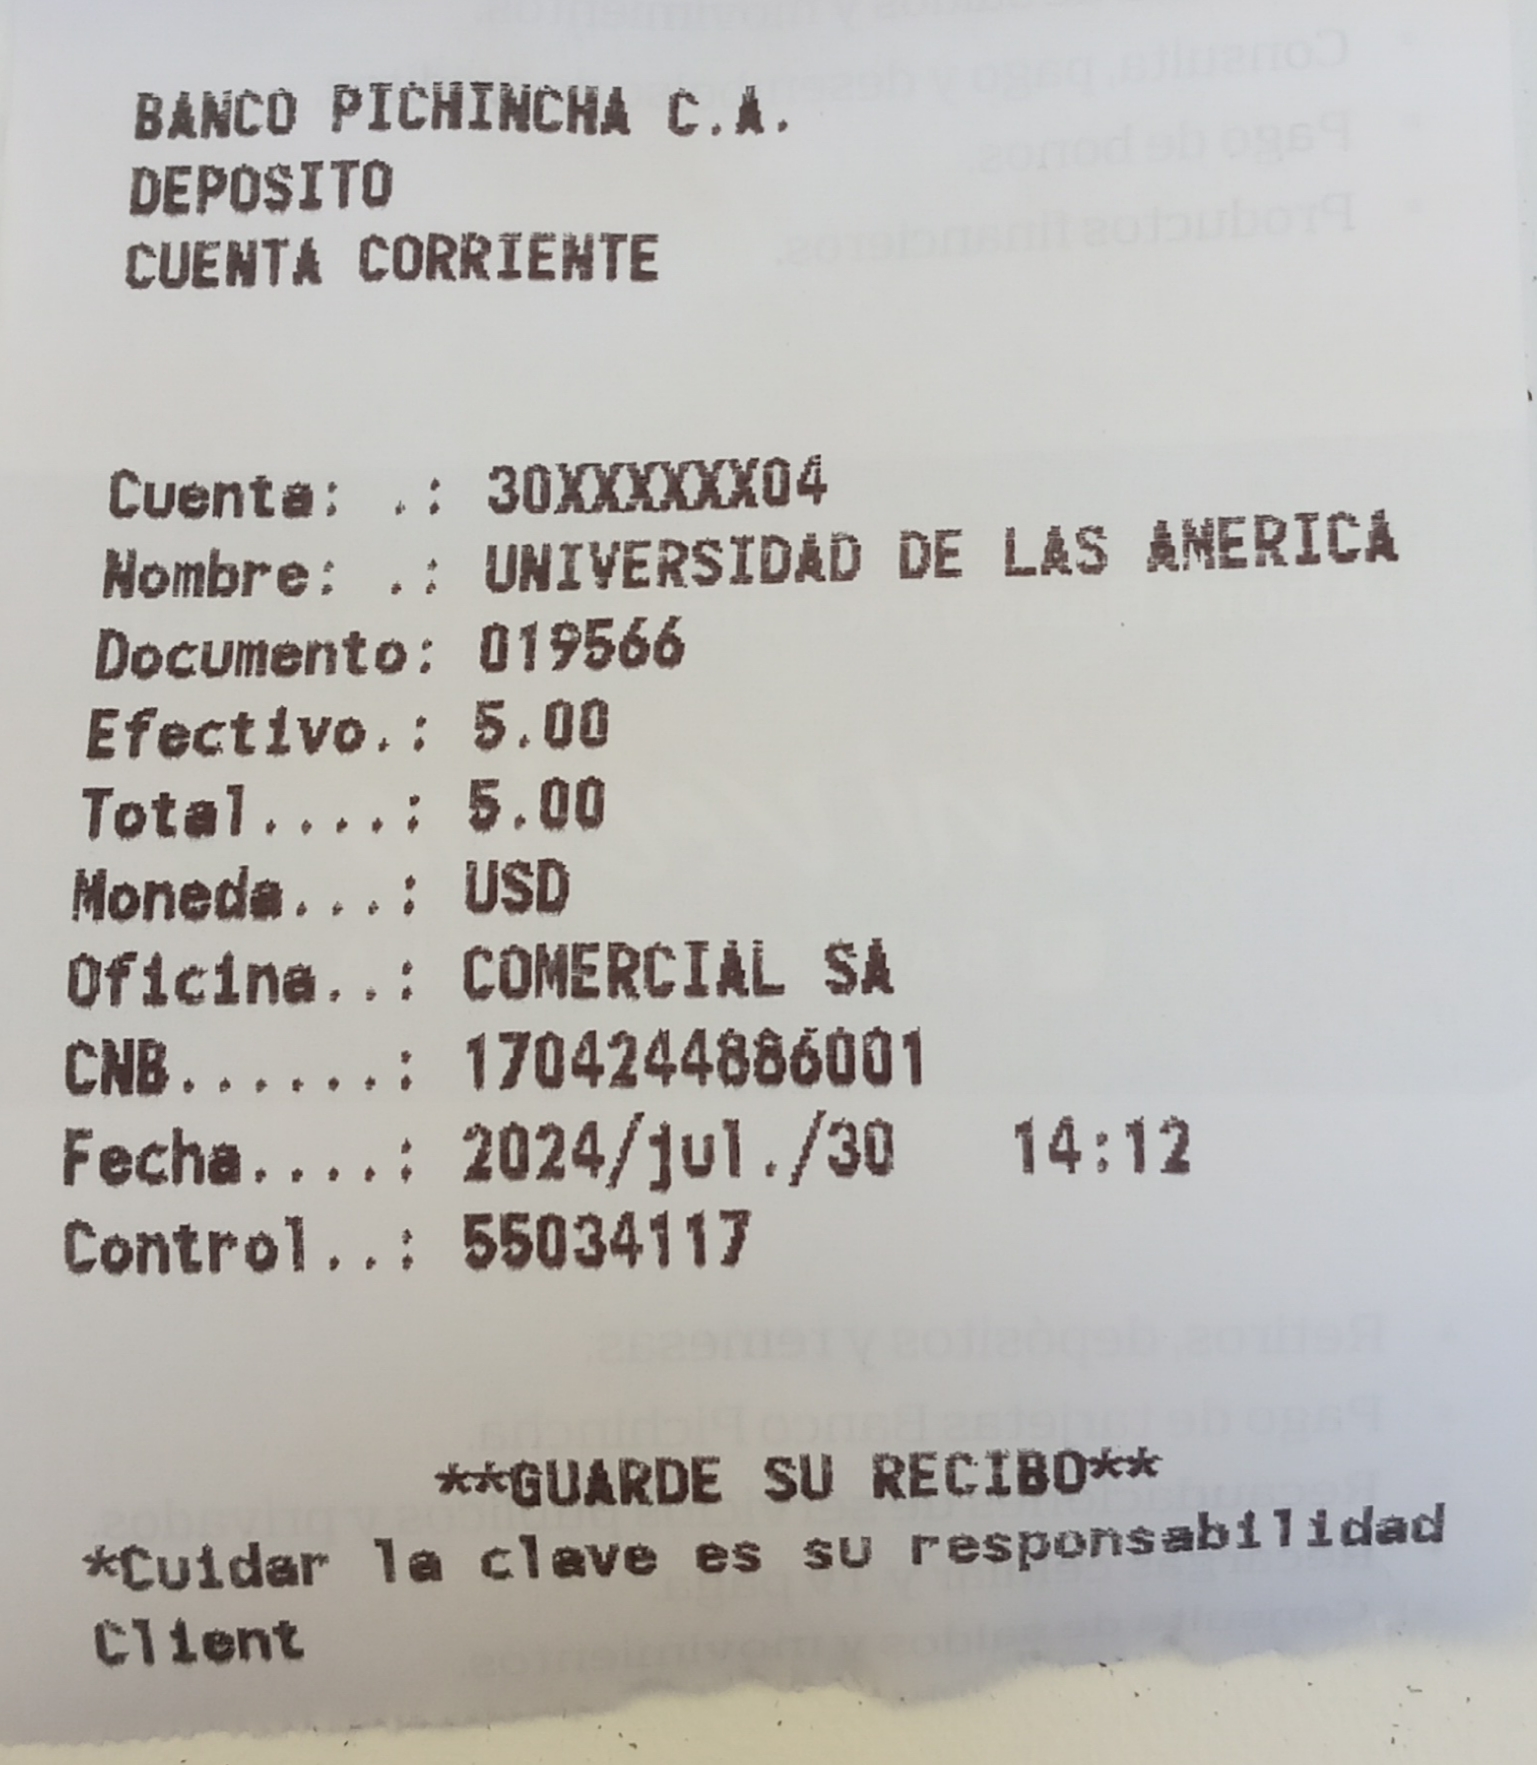 BANCO PICHINCHA C.A.
DEPOSITO
CUENTA CORRIENTE
Cuenta: .: 30XXXXXX04
Nombre: .: UNIVERSIDAD DE LAS AMERICA
Documento: 019566
Efectivo.: 5.00
Total....: 5.00
Moneda...: USD
Oficina..: COMERCIAL SA
CNB......: 1704244886001
Fecha....: 2024/jul./30 14:12
Control..: 55034117
**GUARDE SU RECIBO**
*Cuidar la clave es su responsabilidad
Client